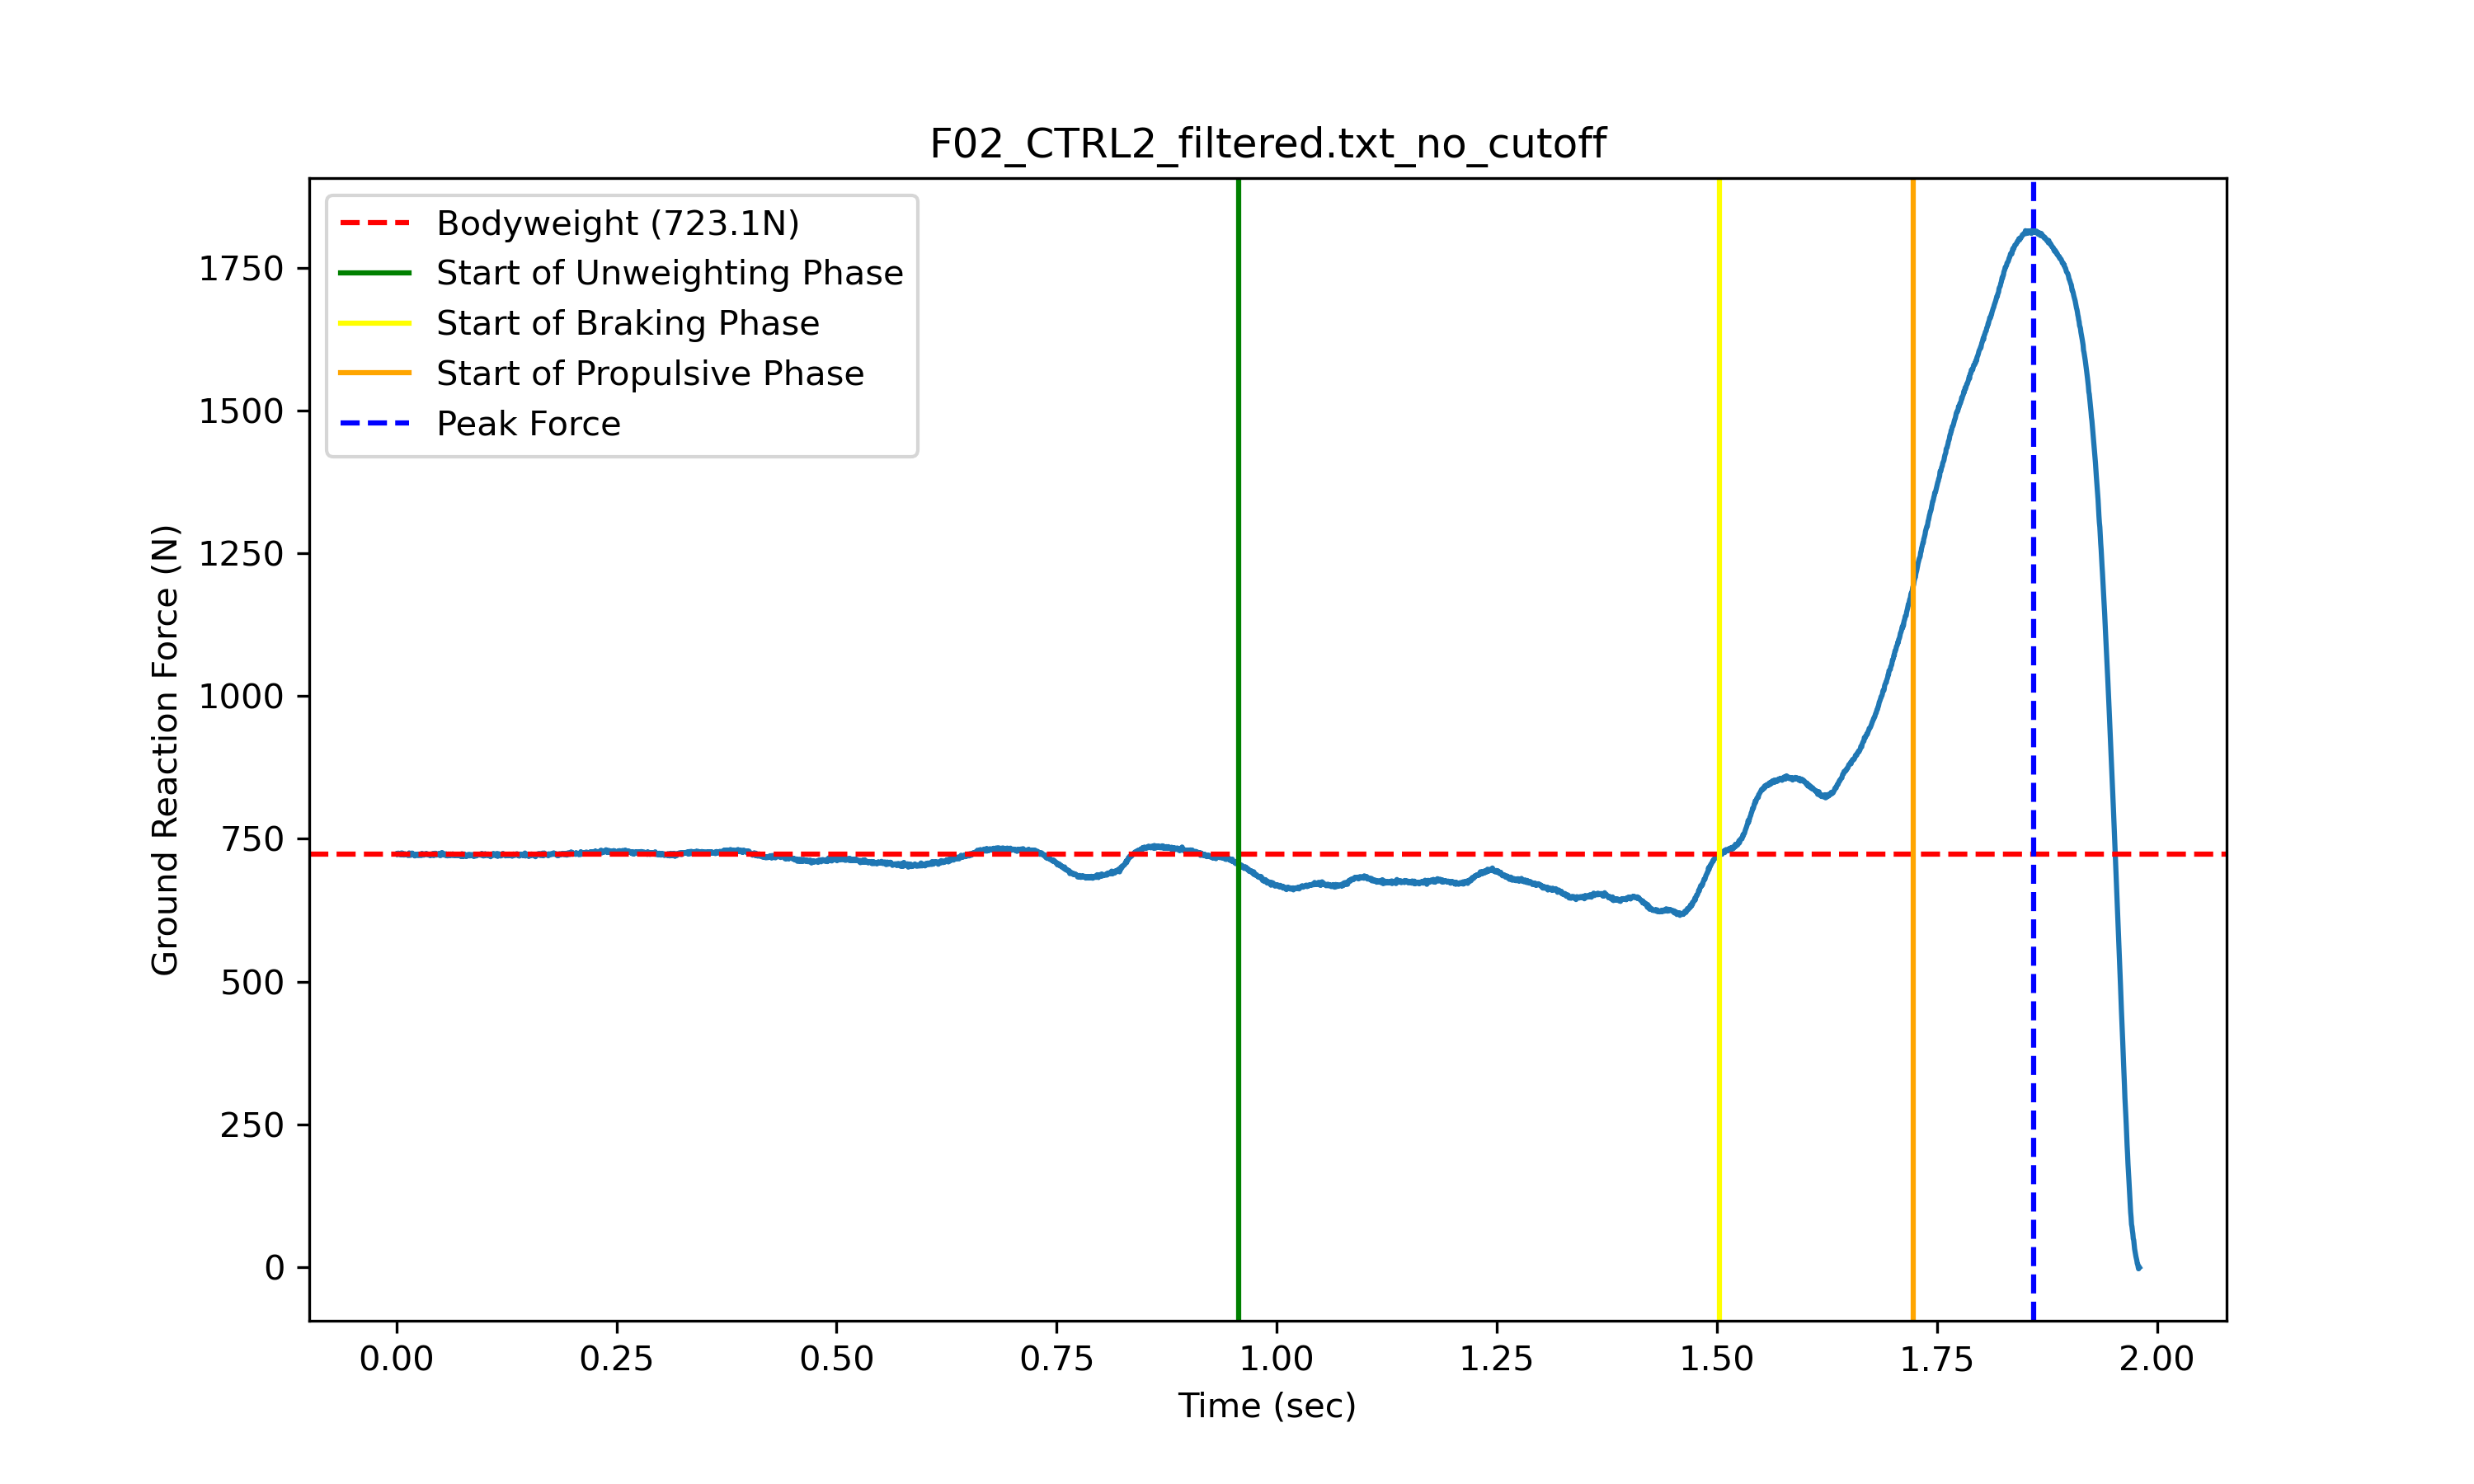 F02_CTRL2_filtered.txt_no_cutoff
Bodyweight (723.1N)
Start of Unweighting Phase
Start of Braking Phase
Start of Propulsive Phase
Peak Force
Ground Reaction Force (N)
1750
1500
1250
1000
750
500
250
0
0.00 0.25 0.50 0.75 1.00 1.25 1.50 1.75 2.00
Time (sec)